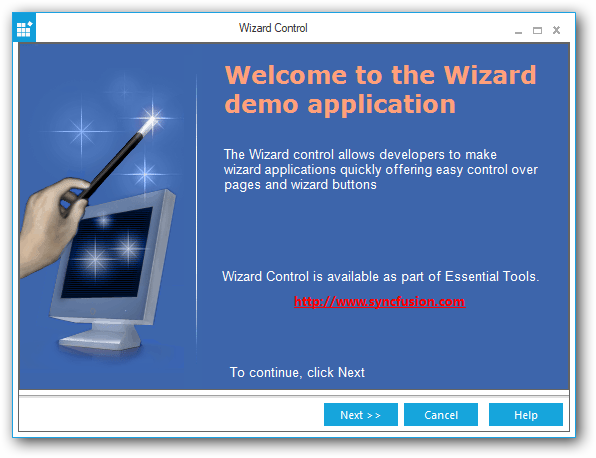 Wizard Control
Welcome to the Wizard
demo application
The Wizard control allows developers to make
wizard applications quickly offering easy control over
pages and wizard buttons
Wizard Control is available as part of Essential Tools.
http://www.syncfusion.com
To continue, click Next
Next >>
Cancel
Help